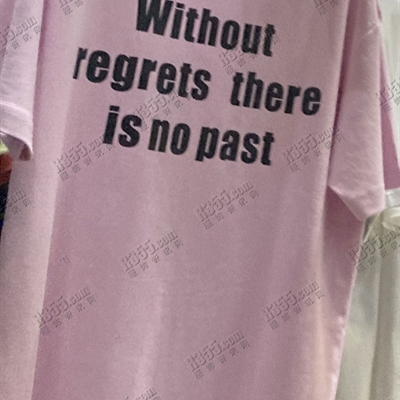 Without
regrets there
is no past